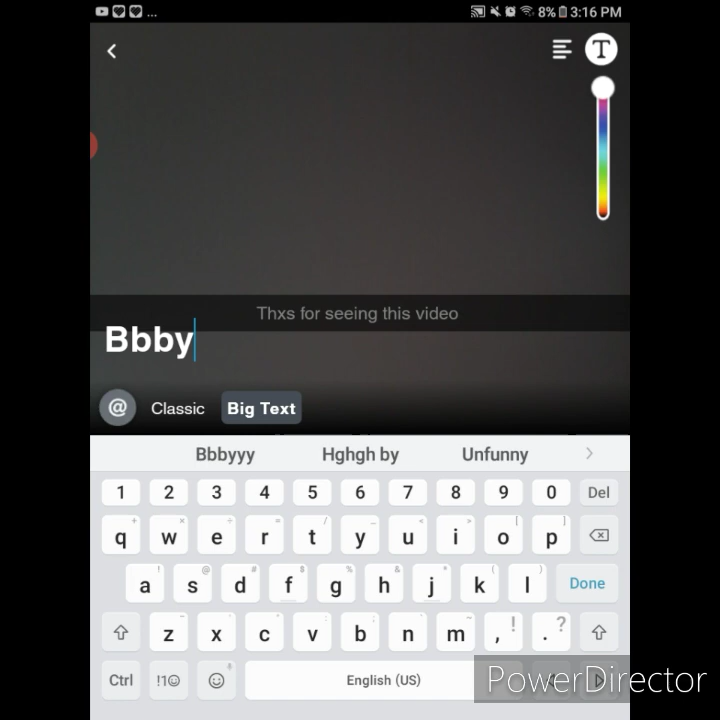 ... 8% 3:16 PM
T
Thxs for seeing this video
Bbby
@ Classic Big Text
Bbbyyy Hghgh by Unfunny
1 2 3 4 5 6 7 8 9 0 Del
q w e r t y u i o p
a s d f g h j k l Done
z x c v b n m , ! . ?
Ctrl !1☺ English (US)
PowerDirector